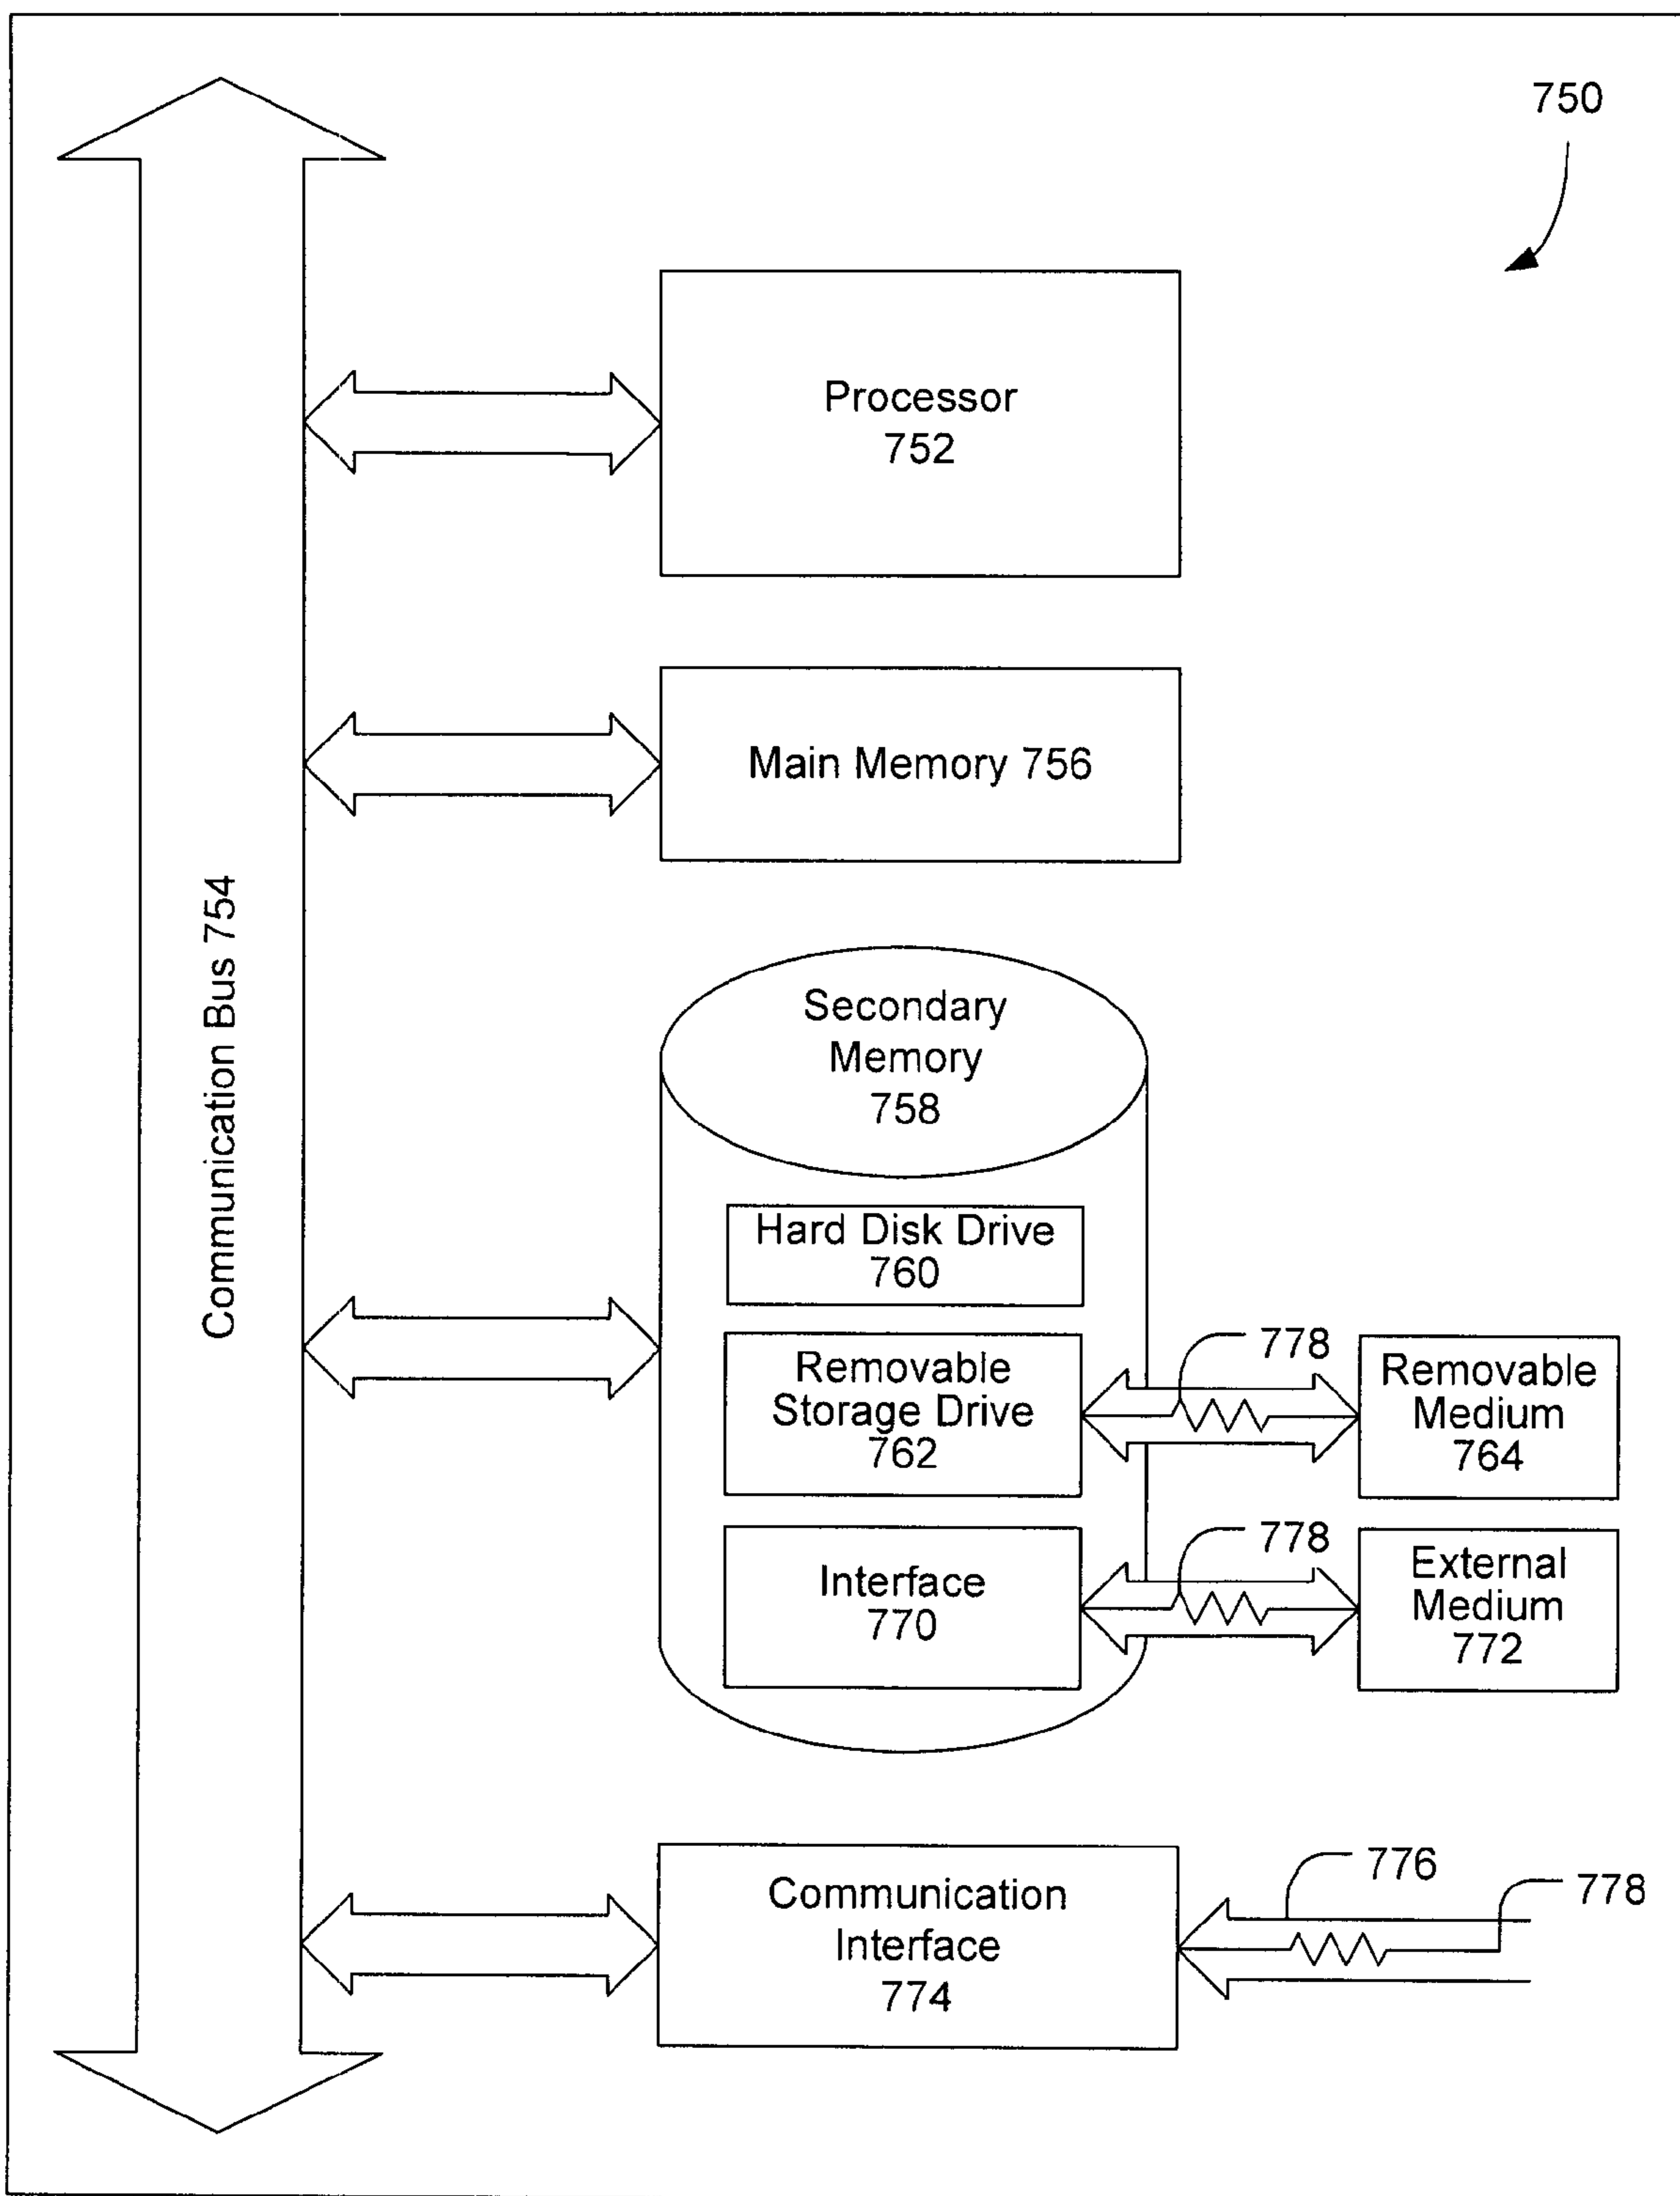 750
Processor
752
Main Memory 756
Communication Bus 754
Secondary
Memory
758
Hard Disk Drive
760
Removable
Storage Drive
762
778
Removable
Medium
764
Interface
770
778
External
Medium
772
Communication
Interface
774
776
778